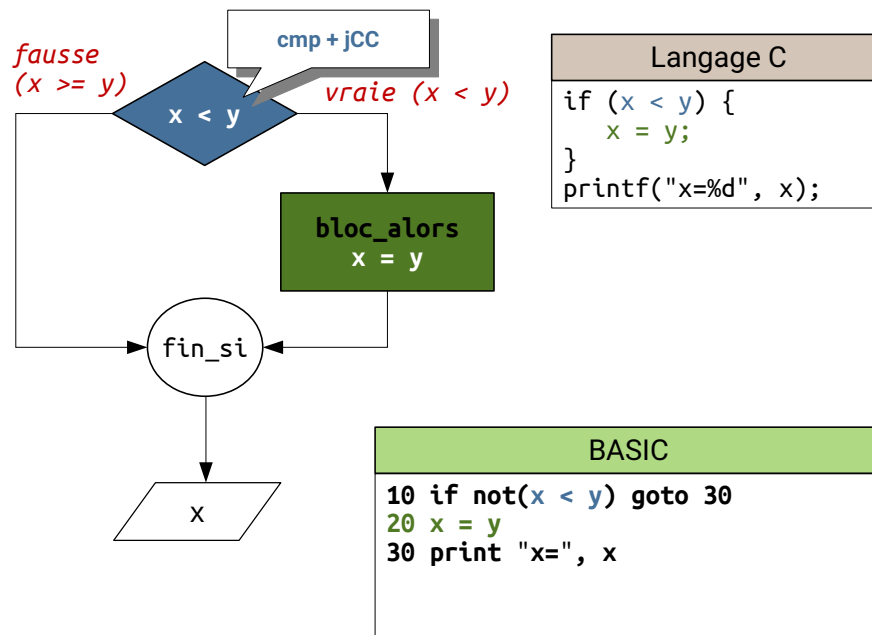 cmp + jCC
fausse
(x >= y)
vraie (x < y)
x < y
bloc_alors
x = y
fin_si
x
Langage C
if (x < y) {
   x = y;
}
printf("x=%d", x);
BASIC
10 if not(x < y) goto 30
20 x = y
30 print "x=", x